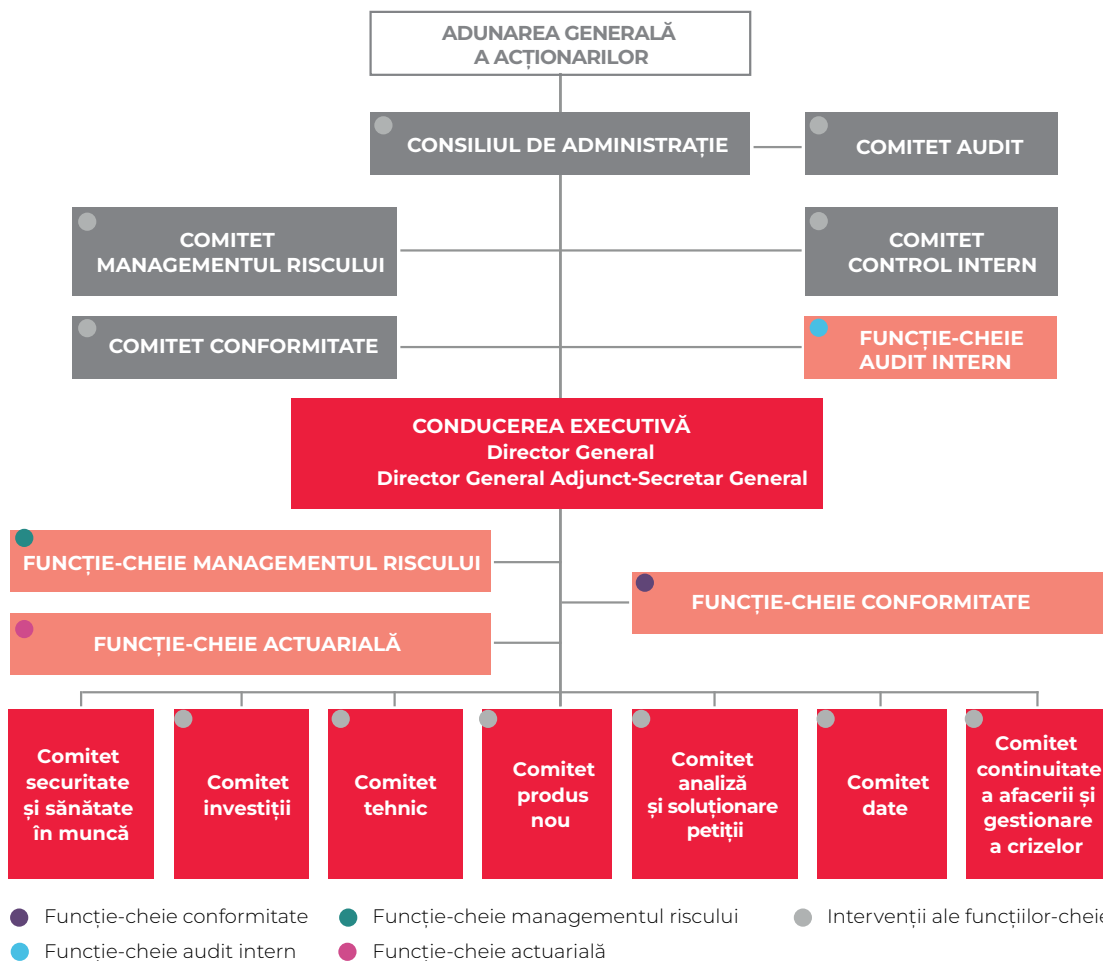 ADUNAREA GENERALĂ
A ACȚIONARILOR
CONSILIUL DE ADMINISTRAȚIE
COMITET AUDIT
COMITET
MANAGEMENTUL RISCULUI
COMITET
CONTROL INTERN
COMITET CONFORMITATE
FUNCȚIE-CHEIE
AUDIT INTERN
CONDUCEREA EXECUTIVĂ
Director General
Director General Adjunct-Secretar General
FUNCȚIE-CHEIE MANAGEMENTUL RISCULUI
FUNCȚIE-CHEIE CONFORMITATE
FUNCȚIE-CHEIE ACTUARIALĂ
Comitet
securitate
și sănătate
în muncă
Comitet
investiții
Comitet
tehnic
Comitet
produs
nou
Comitet
analiză
și soluționare
petiții
Comitet
date
Comitet
continuitate
a afacerii și
gestionare
a crizelor
Funcție-cheie conformitate
Funcție-cheie managementul riscului
Intervenții ale funcțiilor-cheie
Funcție-cheie audit intern
Funcție-cheie actuarială